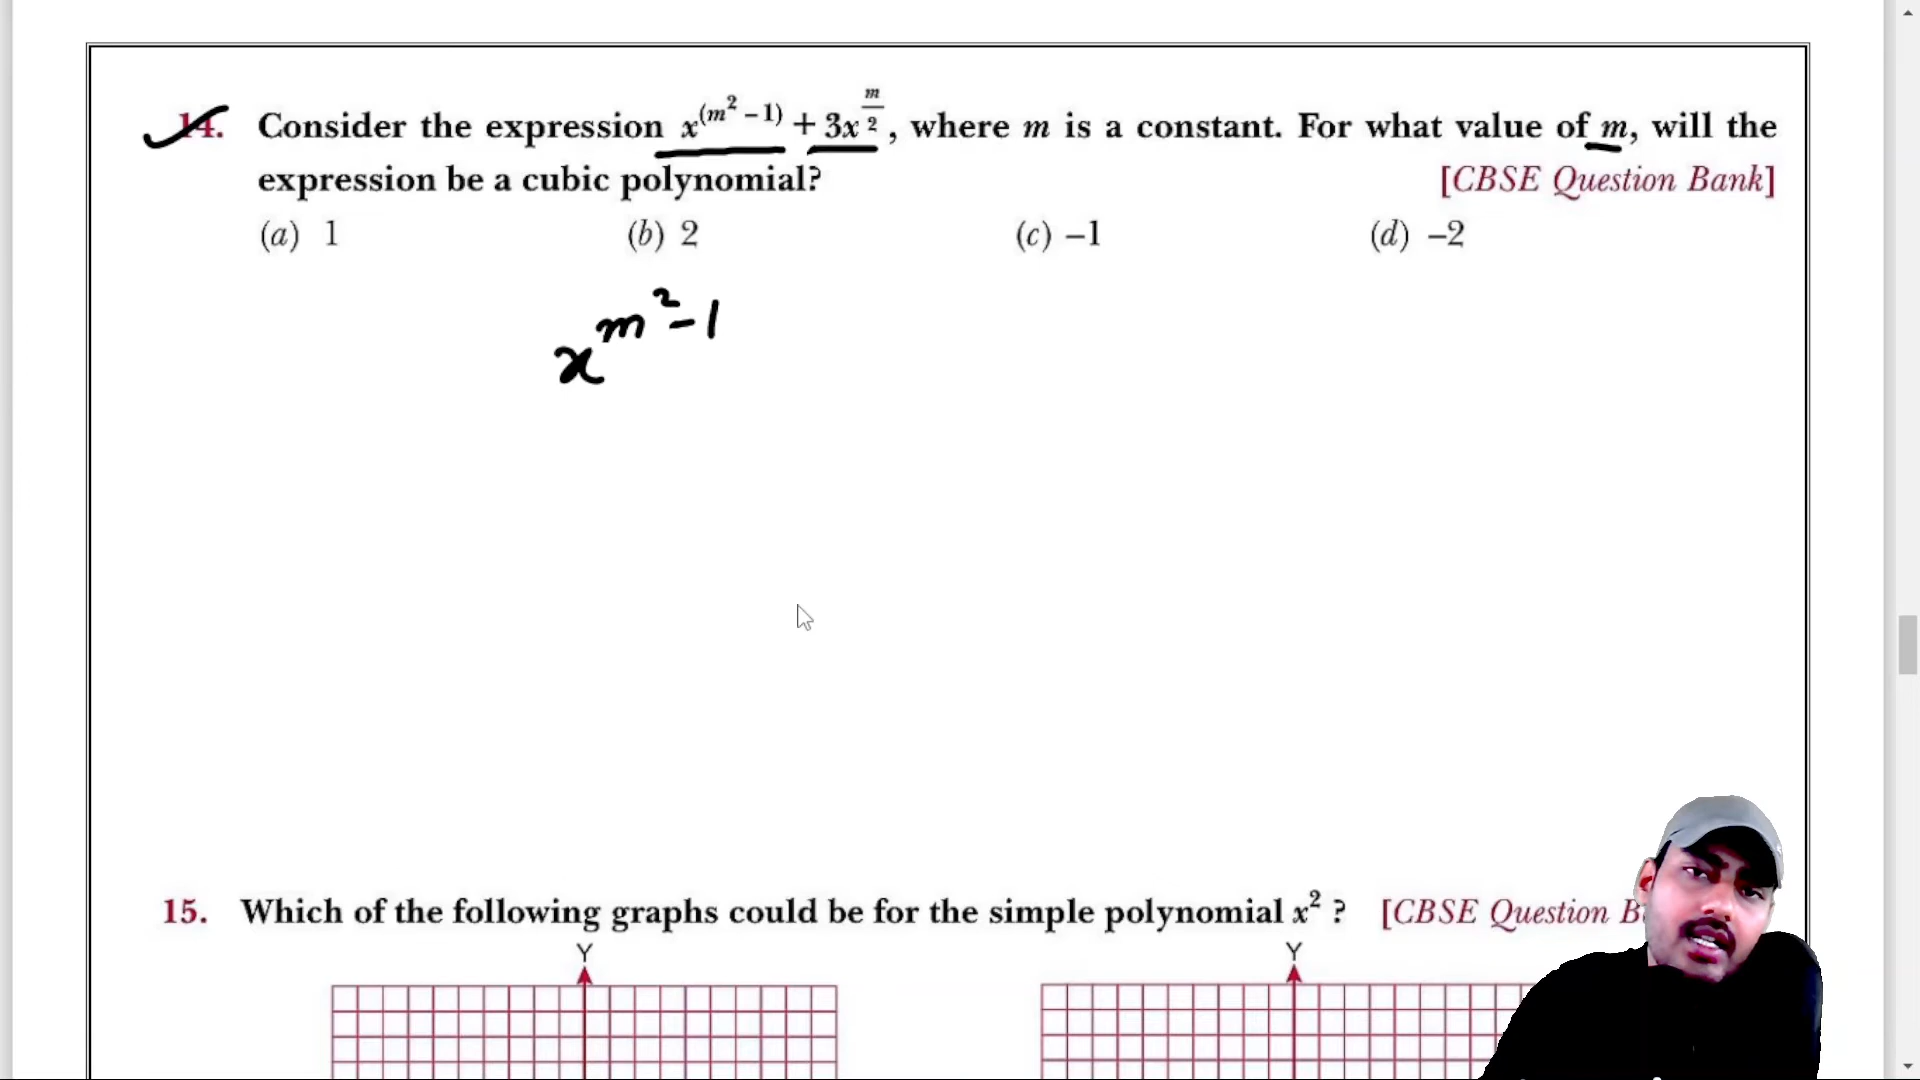 14. Consider the expression x^(m²-1) + 3x^(m/2), where m is a constant. For what value of m, will the
expression be a cubic polynomial? [CBSE Question Bank]
(a) 1 (b) 2 (c) –1 (d) –2
x^m²-1
15. Which of the following graphs could be for the simple polynomial x² ? [CBSE Question
Y Y